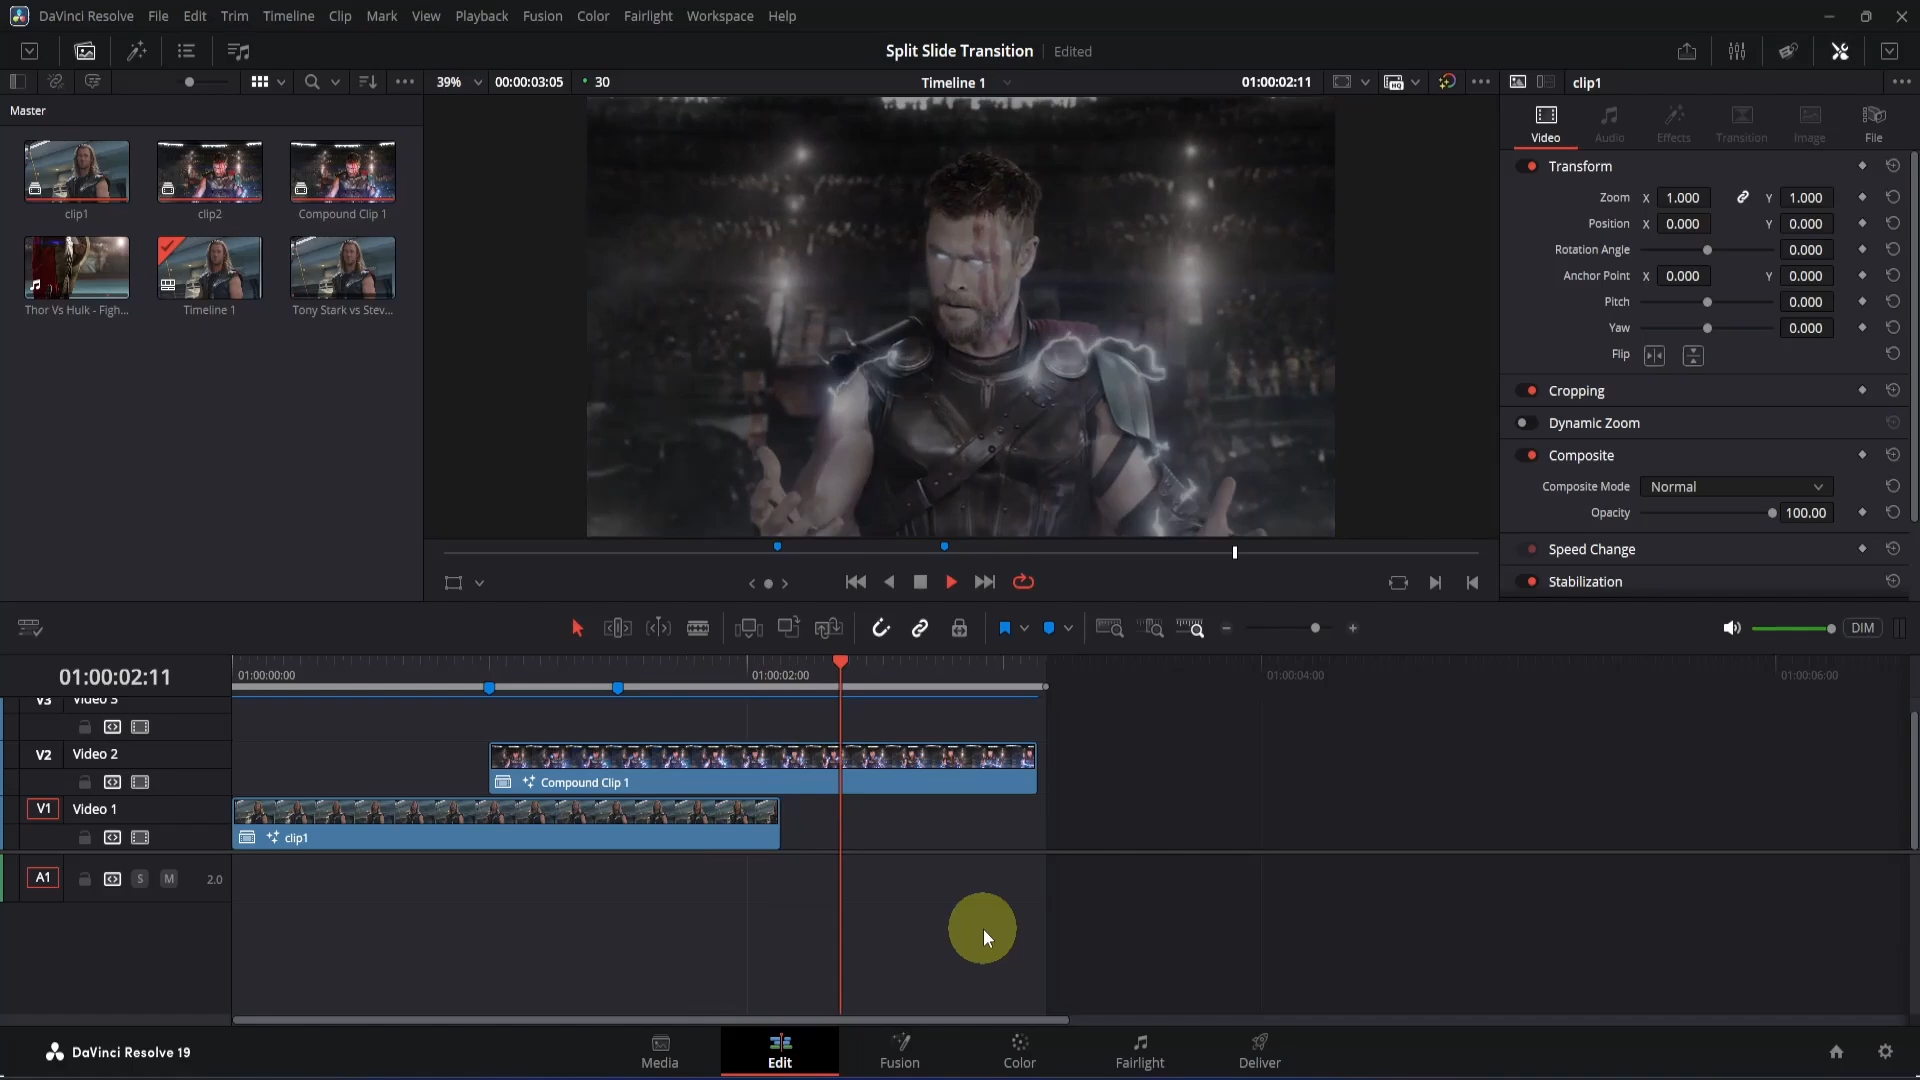 DaVinci Resolve File Edit Trim Timeline Clip Mark View Playback Fusion Color Fairlight Workspace Help
Split Slide Transition Edited
39% 00:00:03:05 30 Timeline 1 01:00:02:11 HQ clip1
Master
Video Audio Effects Transition Image File
clip1 clip2 Compound Clip 1
Thor Vs Hulk - Figh... Timeline 1 Tony Stark vs Stev...
Transform
Zoom X 1.000 Y 1.000
Position X 0.000 Y 0.000
Rotation Angle 0.000
Anchor Point X 0.000 Y 0.000
Pitch 0.000
Yaw 0.000
Flip
Cropping
Dynamic Zoom
Composite
Composite Mode Normal
Opacity 100.00
Speed Change
Stabilization
DIM
01:00:02:11 01:00:00:00 01:00:02:00 01:00:04:00 01:00:06:00
V3 Video 3
V2 Video 2
Compound Clip 1
V1 Video 1
clip1
A1 S M 2.0
DaVinci Resolve 19
Media Edit Fusion Color Fairlight Deliver